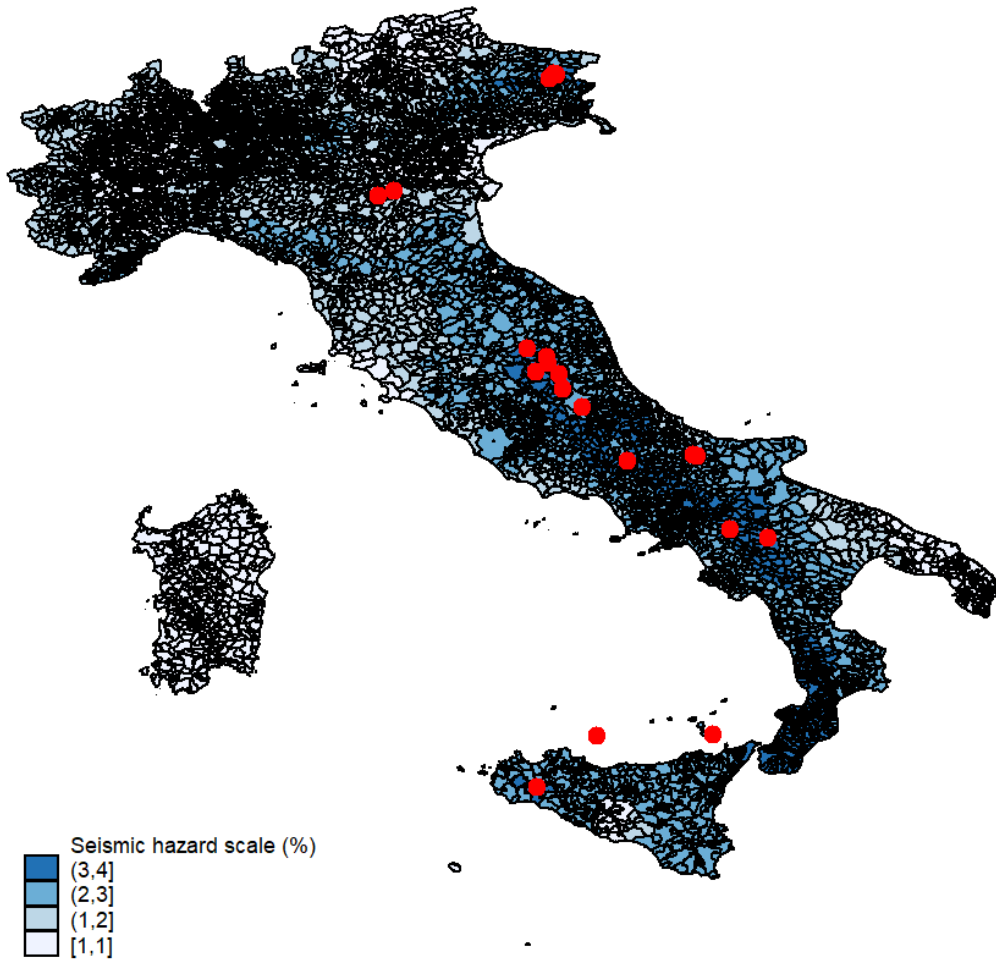 Seismic hazard scale (%)
(3,4]
(2,3]
(1,2]
[1,1]